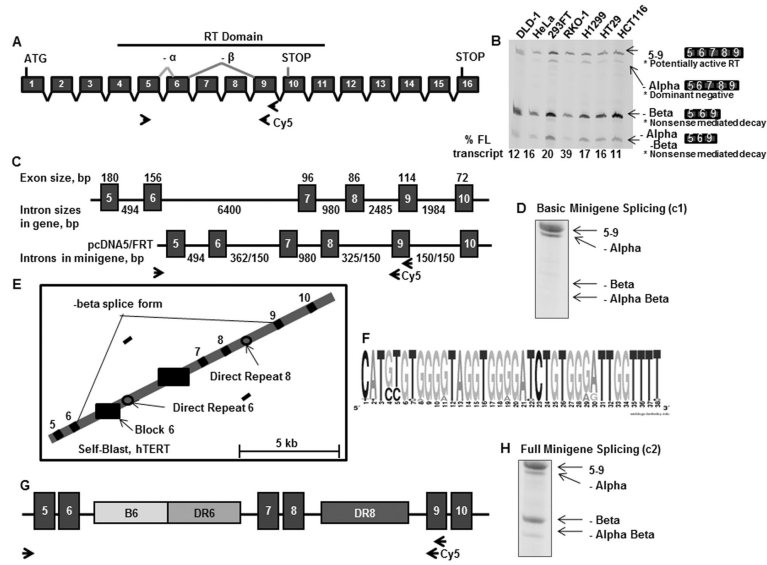 A
RT Domain
ATG
- α
- β
STOP
STOP
1 2 3 4 5 6 7 8 9 10 11 12 13 14 15 16
Cy5
B
DLD-1
HeLa
293FT
RKO-1
H1299
HT29
HCT116
5-9
5 6 7 8 9
* Potentially active RT
- Alpha
5 6 7 8 9
* Dominant negative
- Beta
5 6 9
* Nonsense mediated decay
- Alpha
-Beta
5 6 9
* Nonsense mediated decay
% FL
transcript
12 16 20 39 17 16 11
C
Exon size, bp
180 156 96 86 114 72
5 6 7 8 9 10
Intron sizes
in gene, bp
494 6400 980 2485 1984
pcDNA5/FRT
5 6 7 8 9 10
Introns in minigene, bp
494 362/150 980 325/150 150/150
Cy5
D
Basic Minigene Splicing (c1)
5-9
- Alpha
- Beta
- Alpha Beta
E
-beta splice form
10
9
8
7
6
5
Direct Repeat 8
Direct Repeat 6
Block 6
Self-Blast, hTERT
5 kb
F
5´
3´
G
5 6 B6 DR6 7 8 DR8 9 10
Cy5
H
Full Minigene Splicing (c2)
5-9
- Alpha
- Beta
- Alpha Beta